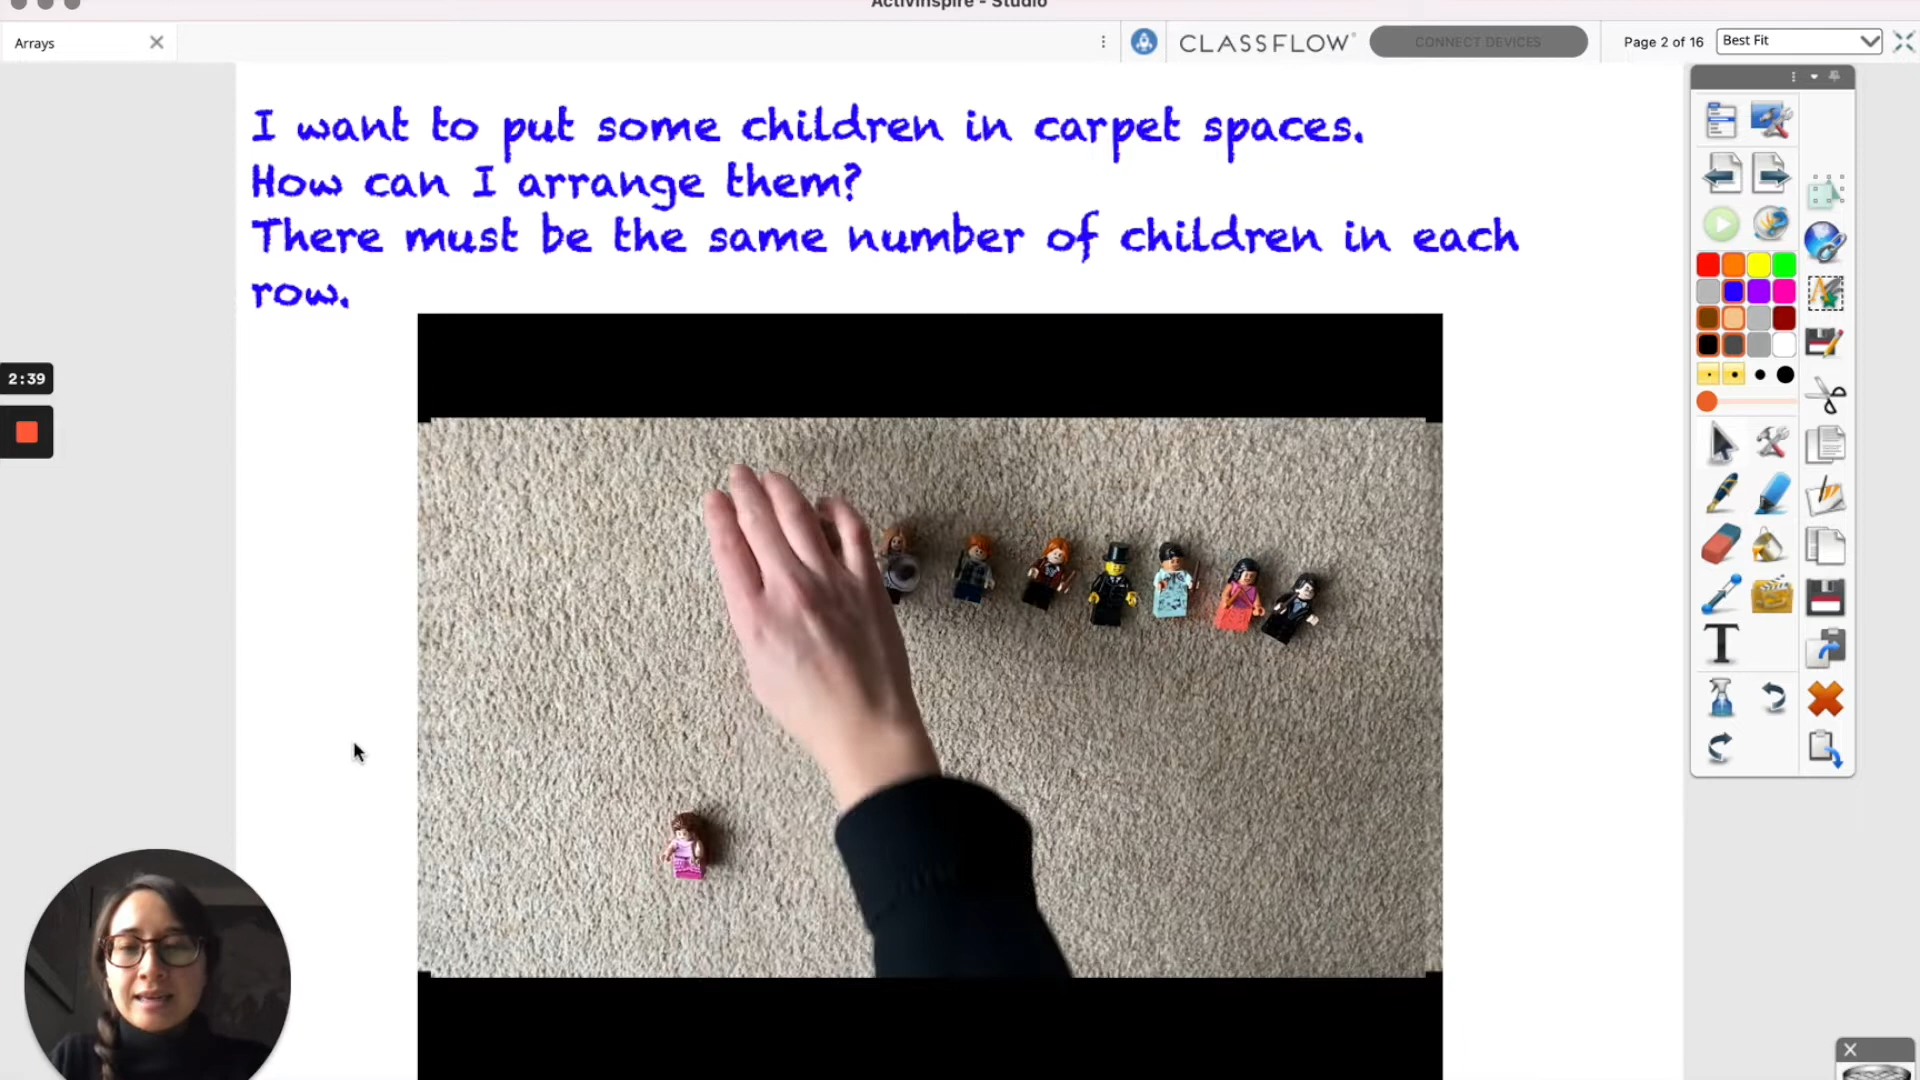 ActivInspire - Studio
Arrays
CLASSFLOW
CONNECT DEVICES
Page 2 of 16
Best Fit
I want to put some children in carpet spaces.
How can I arrange them?
There must be the same number of children in each
row.
2:39
T